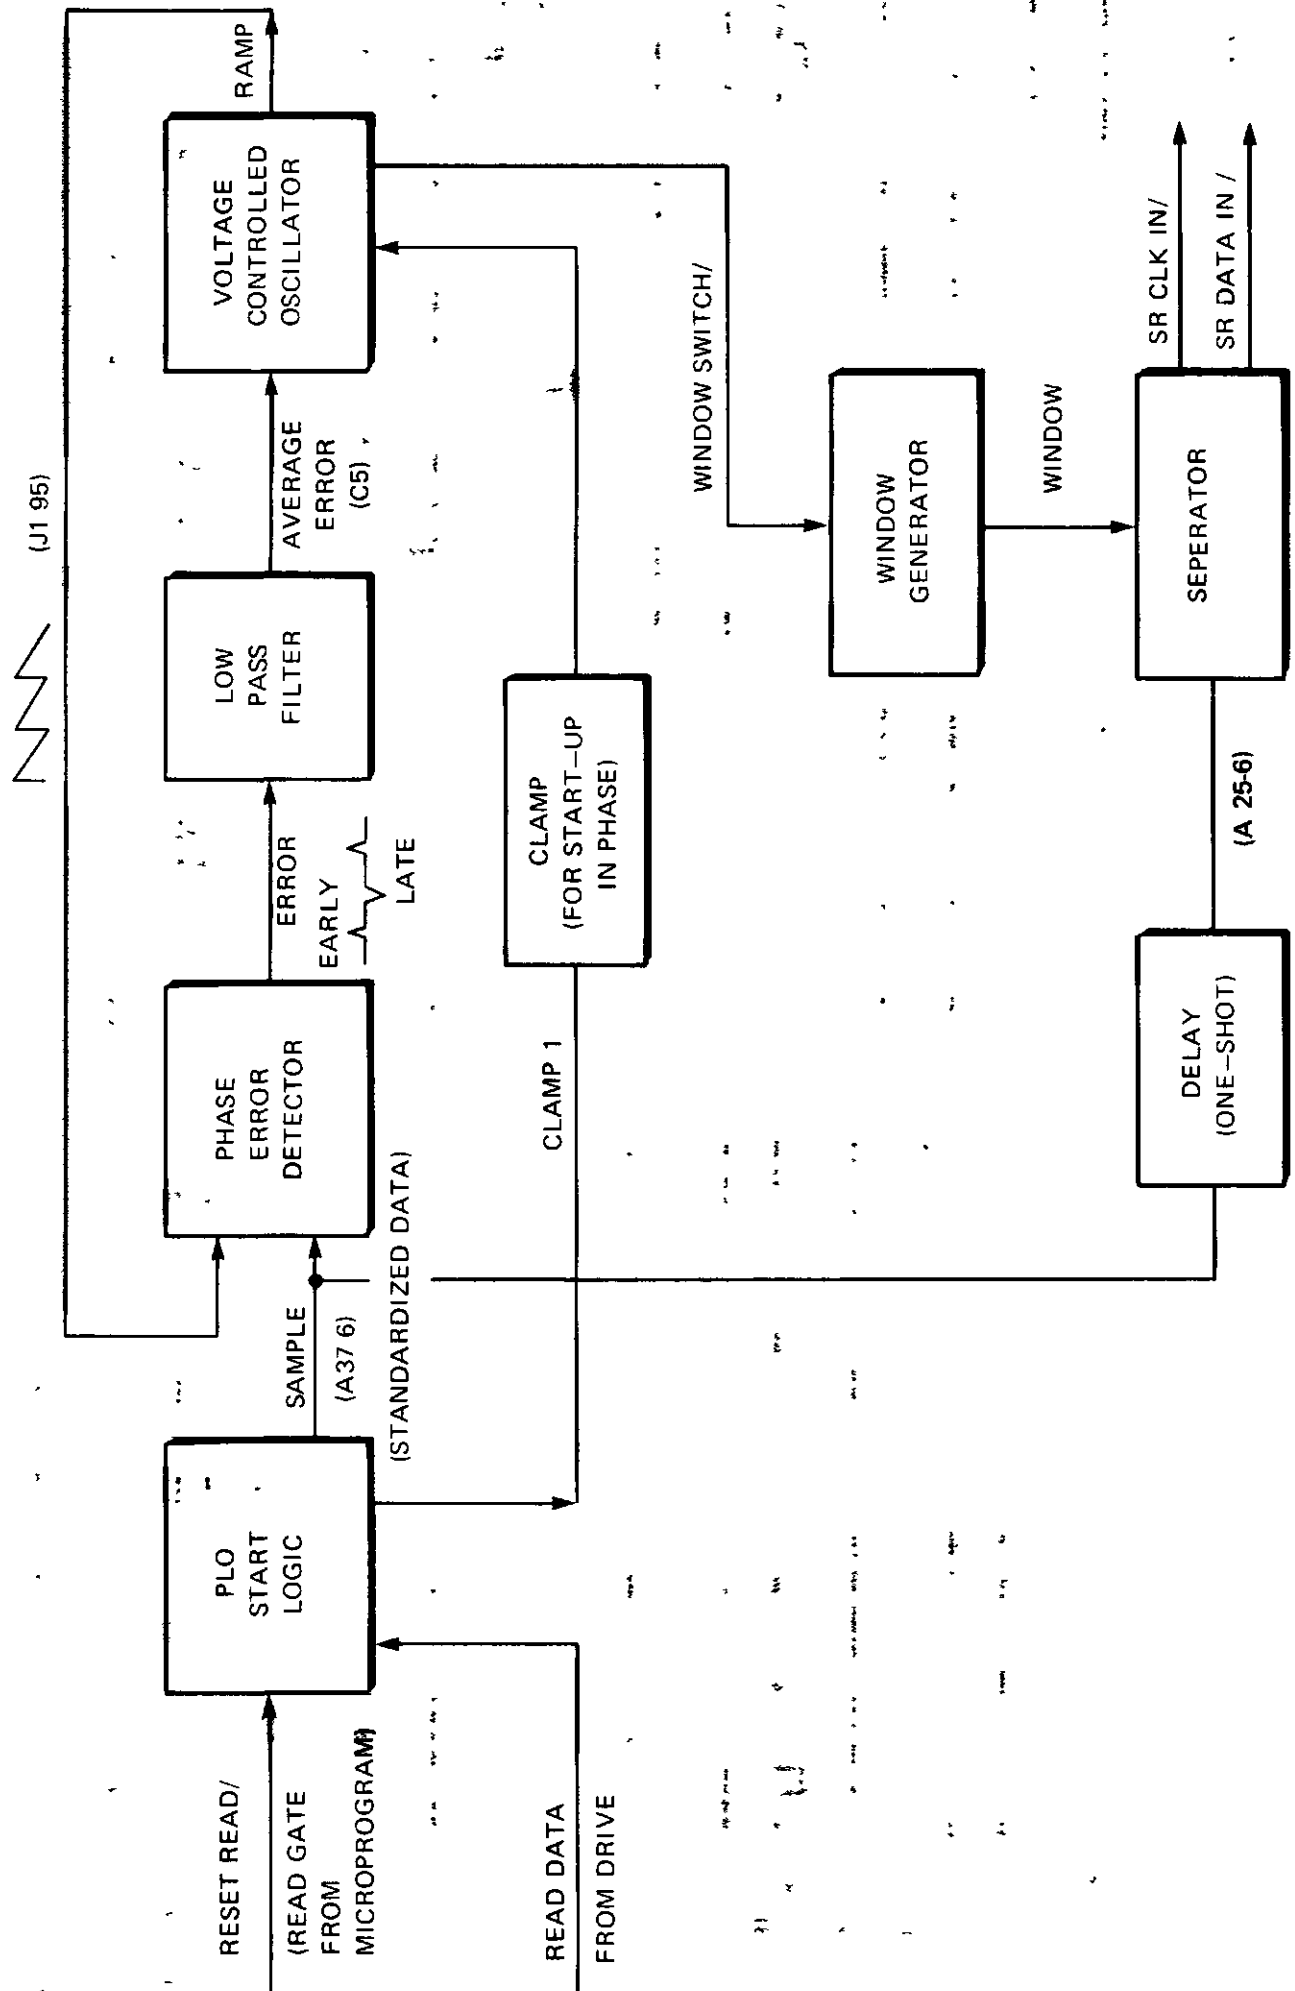 (J1 95)
RAMP
RESET READ/
(READ GATE
FROM
MICROPROGRAM)
PLO
START
LOGIC
SAMPLE
(A37 6)
(STANDARDIZED DATA)
PHASE
ERROR
DETECTOR
ERROR
EARLY
LATE
LOW
PASS
FILTER
AVERAGE
ERROR
(C5)
VOLTAGE
CONTROLLED
OSCILLATOR
READ DATA
FROM DRIVE
CLAMP 1
CLAMP
(FOR START–UP
IN PHASE)
WINDOW SWITCH/
WINDOW
GENERATOR
WINDOW
DELAY
(ONE–SHOT)
(A 25-6)
SEPERATOR
SR CLK IN/
SR DATA IN /